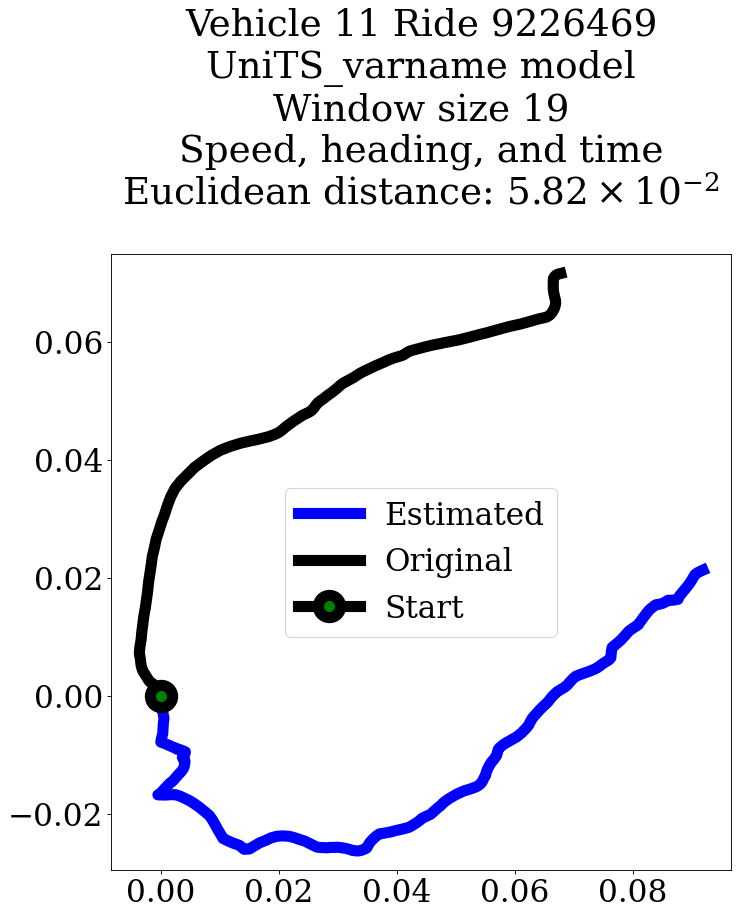 Vehicle 11 Ride 9226469
UniTS_varname model
Window size 19
Speed, heading, and time
Euclidean distance: 5.82 × 10⁻²
0.06
0.04
0.02
0.00
−0.02
Estimated
Original
Start
0.00 0.02 0.04 0.06 0.08